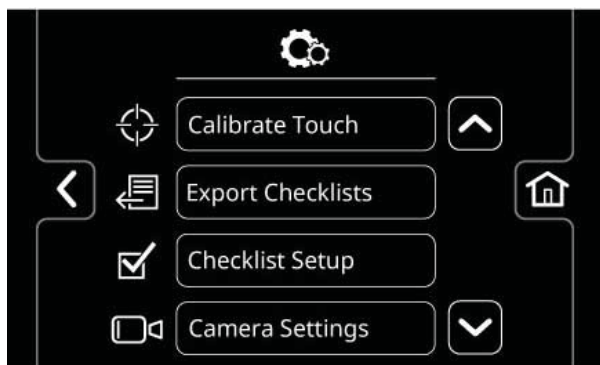 Calibrate Touch
Export Checklists
Checklist Setup
Camera Settings